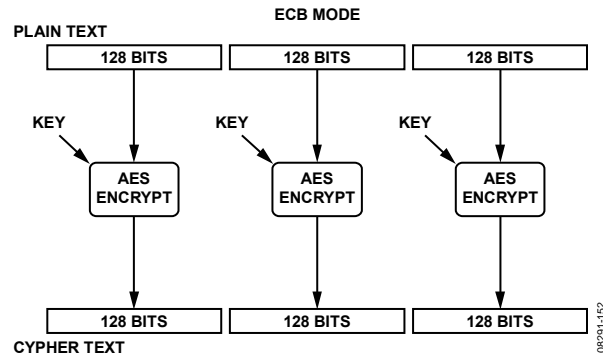 ECB MODE
PLAIN TEXT
128 BITS 128 BITS 128 BITS
KEY KEY KEY
AES AES AES
ENCRYPT ENCRYPT ENCRYPT
128 BITS 128 BITS 128 BITS
CYPHER TEXT
08291-152